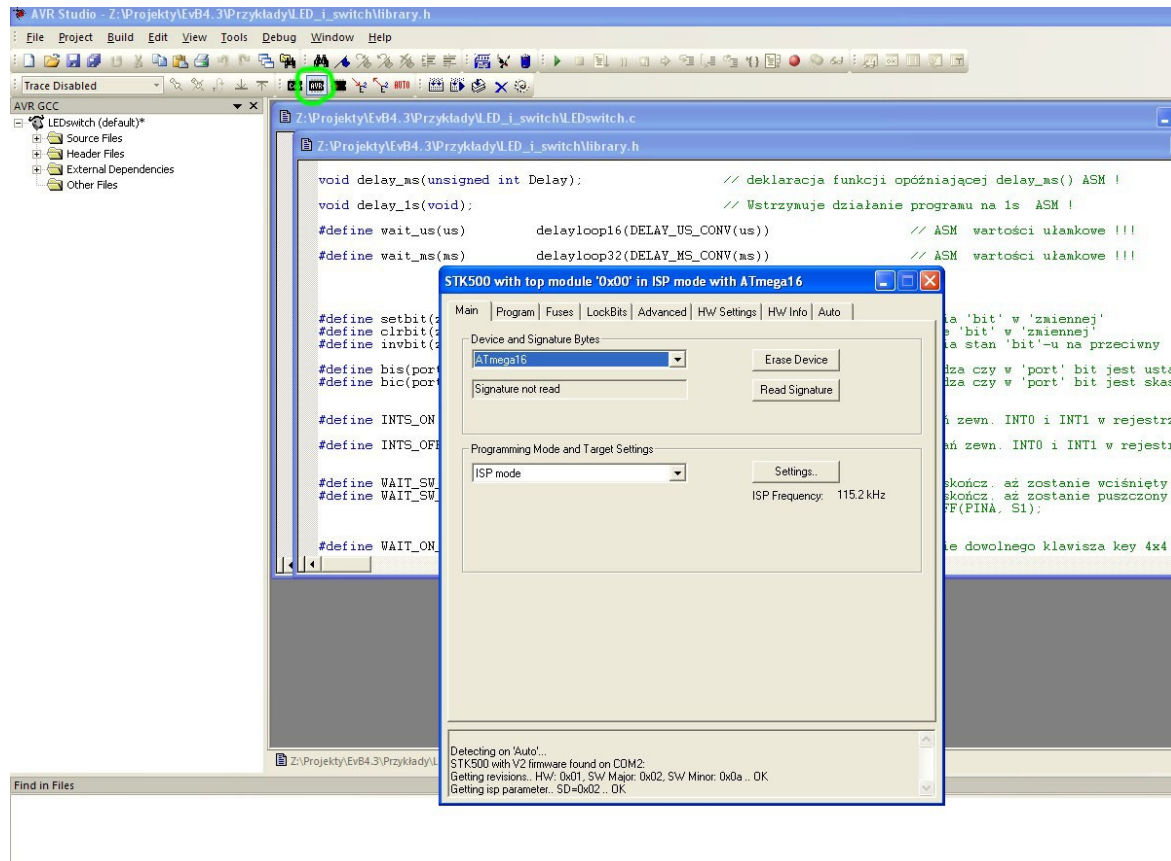 AVR Studio - Z:\Projekty\EvB4.3\Przykłady\LED_i_switch\library.h
File Project Build Edit View Tools Debug Window Help
Trace Disabled
AVR
AUTO
AVR GCC
LEDswitch (default)*
Source Files
Header Files
External Dependencies
Other Files
Z:\Projekty\EvB4.3\Przykłady\LED_i_switch\LEDswitch.c
Z:\Projekty\EvB4.3\Przykłady\LED_i_switch\library.h
void delay_ms(unsigned int Delay); // deklaracja funkcji opóźniającej delay_ms() ASM !
void delay_1s(void); // Wstrzymuje działanie programu na 1s ASM !
#define wait_us(us) delayloop16(DELAY_US_CONV(us)) // ASM wartości ułamkowe !!!
#define wait_ms(ms) delayloop32(DELAY_MS_CONV(ms)) // ASM wartości ułamkowe !!!
#define setbit(z ia 'bit' w 'zmiennej'
#define clrbit(z e 'bit' w 'zmiennej'
#define invbit(z ia stan 'bit'-u na przeciwny
#define bis(port dza czy w 'port' bit jest usta
#define bic(port dza czy w 'port' bit jest skas
#define INTS_ON ń zewn. INT0 i INT1 w rejestrz
#define INTS_OFF ań zewn. INT0 i INT1 w rejestr
#define WAIT_SW_ skończ. aż zostanie wciśnięty
#define WAIT_SW_ skończ. aż zostanie puszczony
FF(PINA, S1);
#define WAIT_ON_ ie dowolnego klawisza key 4x4
STK500 with top module '0x00' in ISP mode with ATmega16
Main Program Fuses LockBits Advanced HW Settings HW Info Auto
Device and Signature Bytes
ATmega16 Erase Device
Signature not read Read Signature
Programming Mode and Target Settings
ISP mode Settings..
ISP Frequency: 115.2 kHz
Detecting on 'Auto'...
STK500 with V2 firmware found on COM2:
Getting revisions.. HW: 0x01, SW Major: 0x02, SW Minor: 0x0a .. OK
Getting isp parameter.. SD=0x02 .. OK
Z:\Projekty\EvB4.3\Przykłady\L
Find in Files